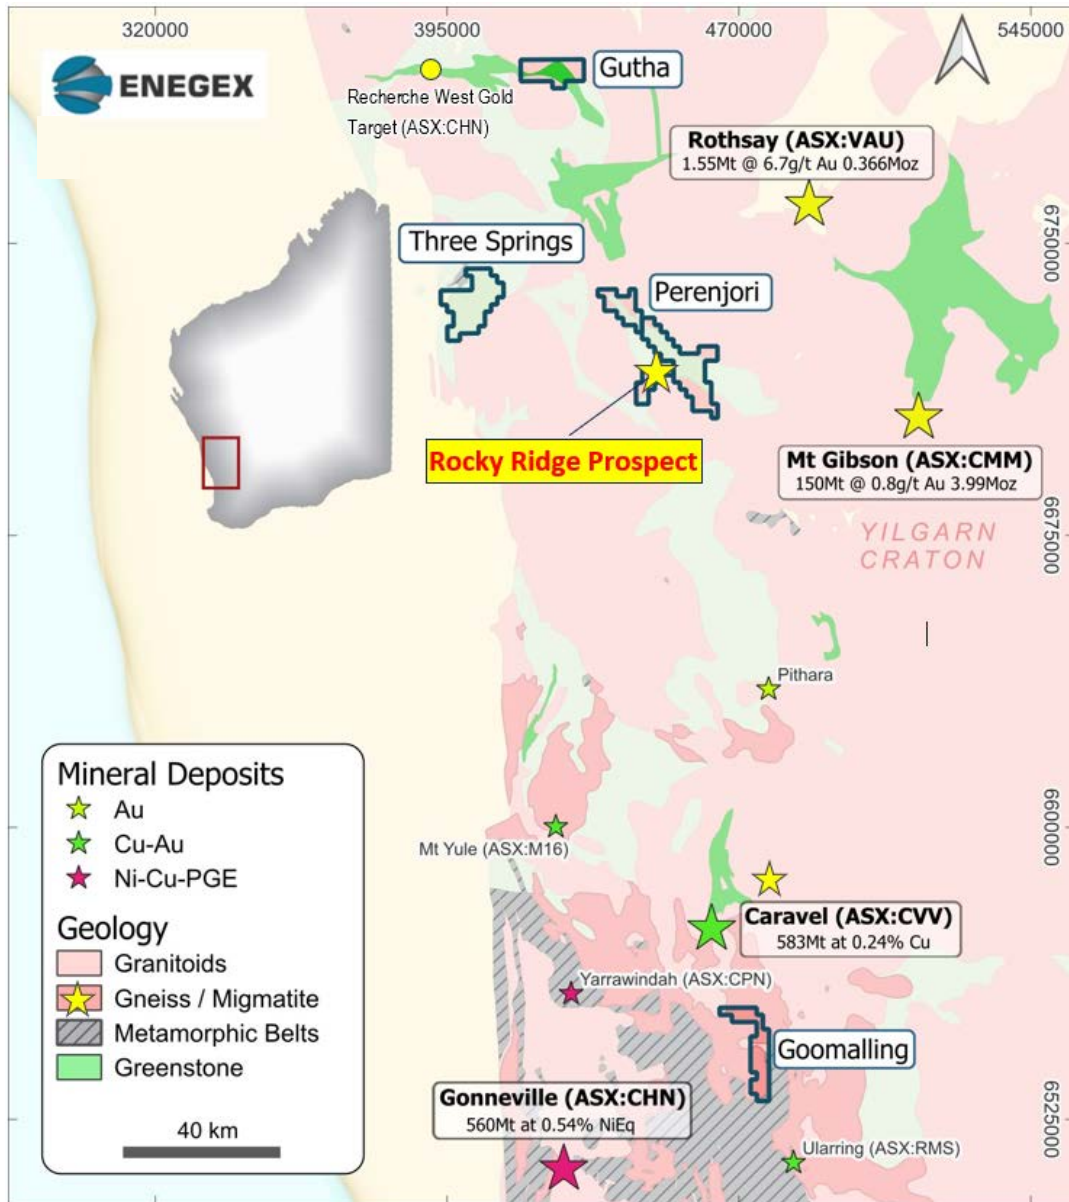 320000
395000
470000
545000
ENEGEX
Gutha
Recherche West Gold
Target (ASX:CHN)
Rothsay (ASX:VAU)
1.55Mt @ 6.7g/t Au 0.366Moz
6750000
Three Springs
Perenjori
Rocky Ridge Prospect
Mt Gibson (ASX:CMM)
150Mt @ 0.8g/t Au 3.99Moz
YILGARN
CRATON
6675000
Pithara
Mineral Deposits
Au
Cu-Au
Ni-Cu-PGE
Geology
Granitoids
Gneiss / Migmatite
Metamorphic Belts
Greenstone
40 km
6600000
Mt Yule (ASX:M16)
Caravel (ASX:CVV)
583Mt at 0.24% Cu
Yarrawindah (ASX:CPN)
Goomalling
Gonneville (ASX:CHN)
560Mt at 0.54% NiEq
6525000
Ularring (ASX:RMS)